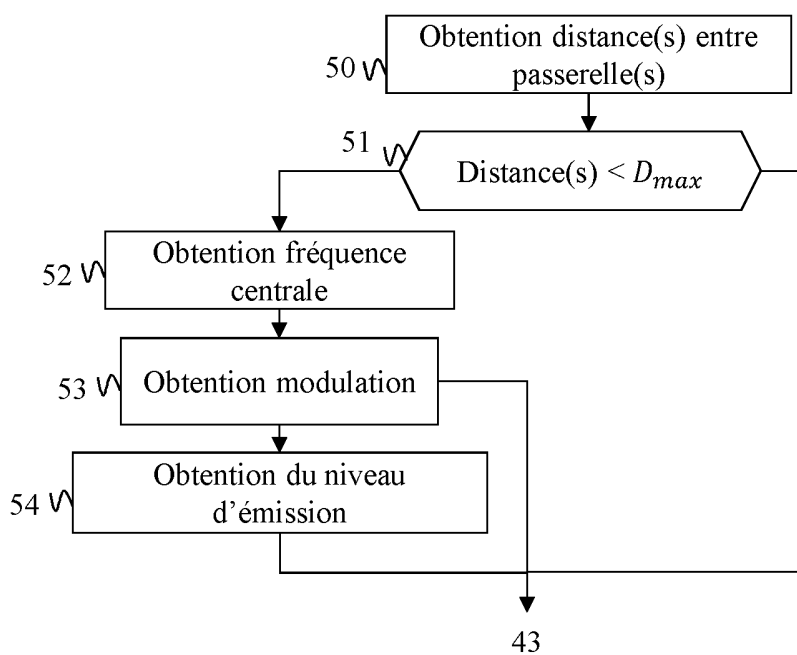 Obtention distance(s) entre
passerelle(s)
50
51
Distance(s) < D_max
Obtention fréquence
centrale
52
Obtention modulation
53
Obtention du niveau
d'émission
54
43